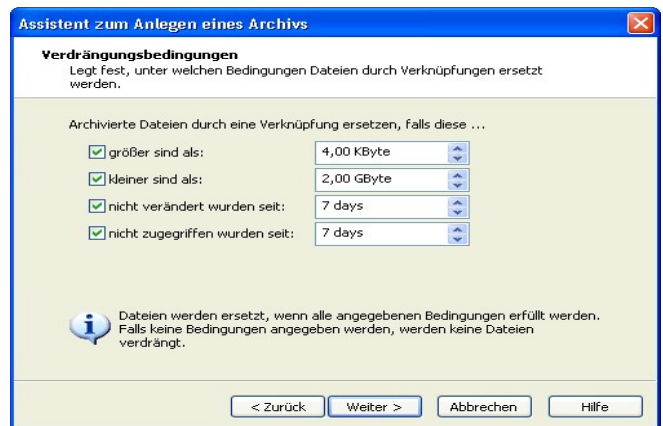 Assistent zum Anlegen eines Archivs
Verdrängungsbedingungen
Legt fest, unter welchen Bedingungen Dateien durch Verknüpfungen ersetzt
werden.
Archivierte Dateien durch eine Verknüpfung ersetzen, falls diese ...
größer sind als: 4,00 KByte
kleiner sind als: 2,00 GByte
nicht verändert wurden seit: 7 days
nicht zugegriffen wurden seit: 7 days
Dateien werden ersetzt, wenn alle angegebenen Bedingungen erfüllt werden.
Falls keine Bedingungen angegeben werden, werden keine Dateien
verdrängt.
< Zurück Weiter > Abbrechen Hilfe